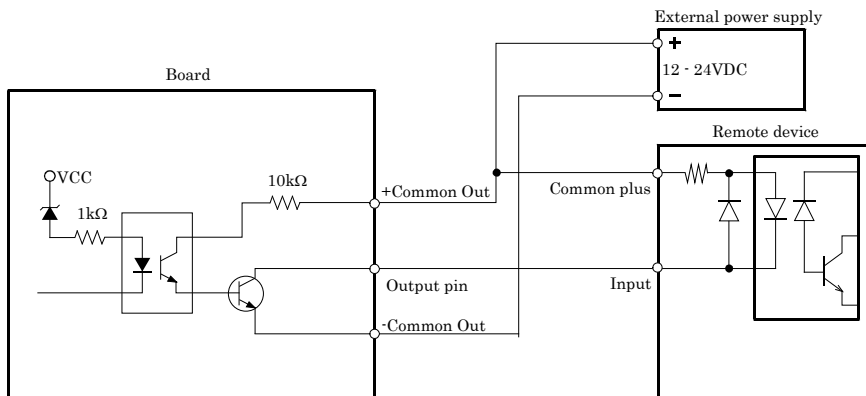 External power supply
+
12 - 24VDC
-
Board
Remote device
VCC
10kΩ
+Common Out
Common plus
1kΩ
Output pin
Input
-Common Out